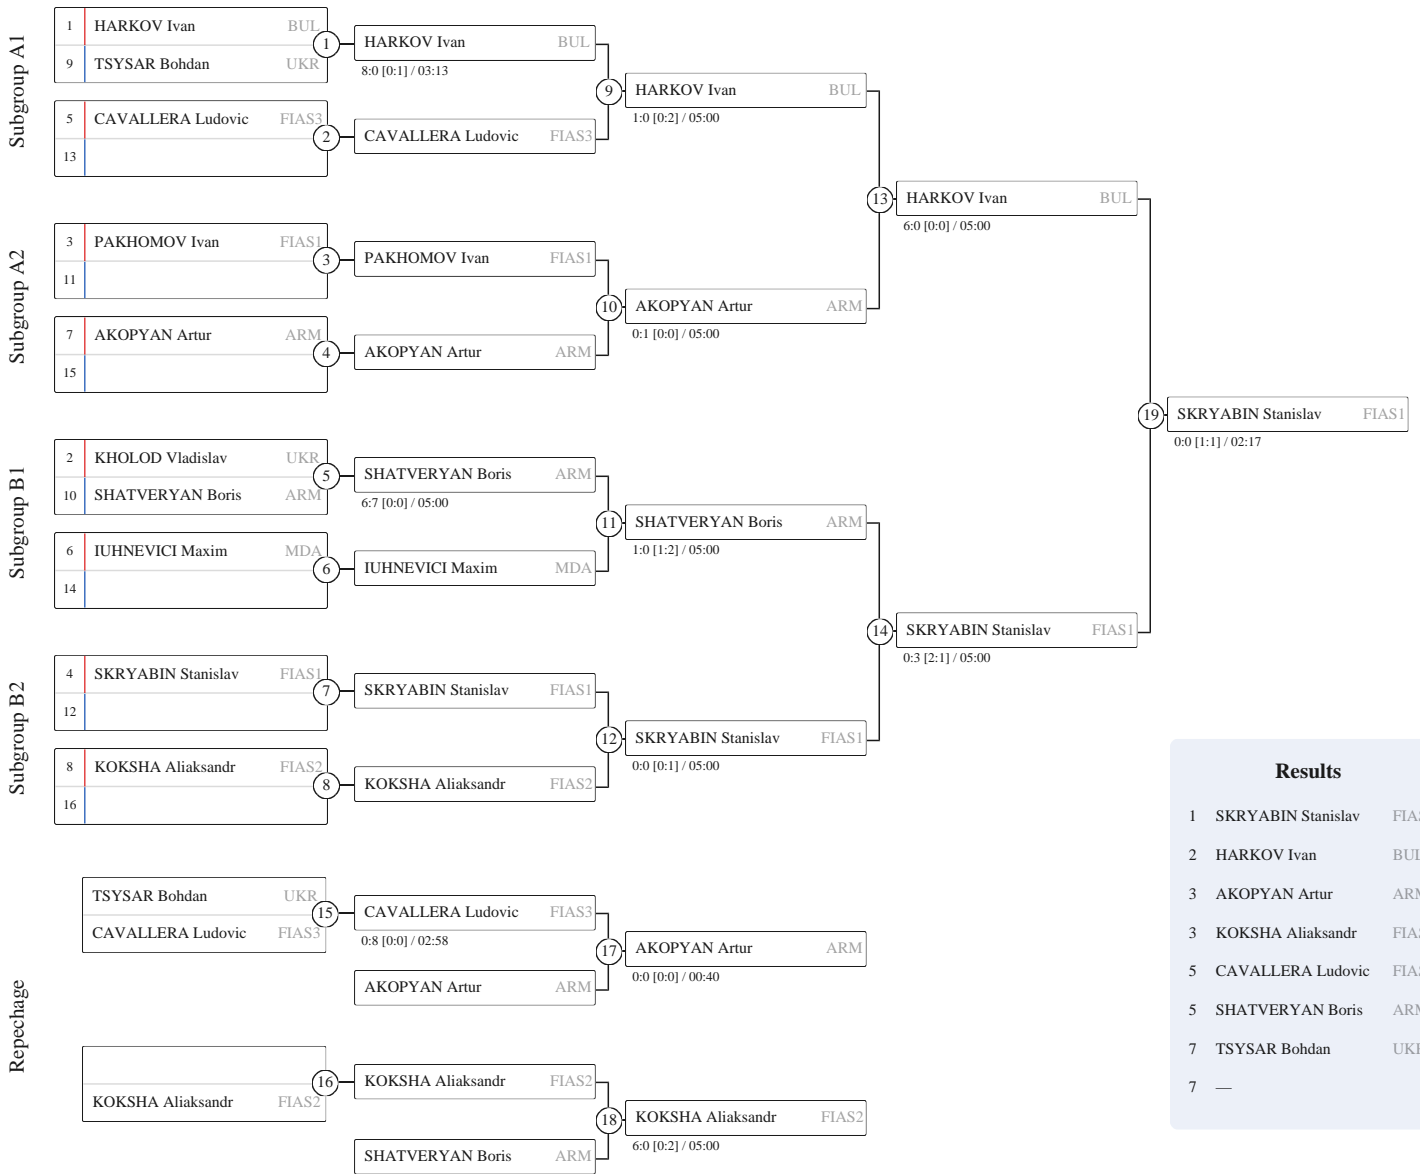 Subgroup A1
1 HARKOV Ivan BUL
9 TSYSAR Bohdan UKR
1
HARKOV Ivan BUL
8:0 [0:1] / 03:13
5 CAVALLERA Ludovic FIAS3
13
2
CAVALLERA Ludovic FIAS3
9
HARKOV Ivan BUL
1:0 [0:2] / 05:00
Subgroup A2
3 PAKHOMOV Ivan FIAS1
11
3
PAKHOMOV Ivan FIAS1
7 AKOPYAN Artur ARM
15
4
AKOPYAN Artur ARM
10
AKOPYAN Artur ARM
0:1 [0:0] / 05:00
13
HARKOV Ivan BUL
6:0 [0:0] / 05:00
Subgroup B1
2 KHOLOD Vladislav UKR
10 SHATVERYAN Boris ARM
5
SHATVERYAN Boris ARM
6:7 [0:0] / 05:00
6 IUHNEVICI Maxim MDA
14
6
IUHNEVICI Maxim MDA
11
SHATVERYAN Boris ARM
1:0 [1:2] / 05:00
Subgroup B2
4 SKRYABIN Stanislav FIAS1
12
7
SKRYABIN Stanislav FIAS1
8 KOKSHA Aliaksandr FIAS2
16
8
KOKSHA Aliaksandr FIAS2
12
SKRYABIN Stanislav FIAS1
0:0 [0:1] / 05:00
14
SKRYABIN Stanislav FIAS1
0:3 [2:1] / 05:00
19
SKRYABIN Stanislav FIAS1
0:0 [1:1] / 02:17
Repechage
TSYSAR Bohdan UKR
CAVALLERA Ludovic FIAS3
15
CAVALLERA Ludovic FIAS3
0:8 [0:0] / 02:58
AKOPYAN Artur ARM
17
AKOPYAN Artur ARM
0:0 [0:0] / 00:40
KOKSHA Aliaksandr FIAS2
16
KOKSHA Aliaksandr FIAS2
SHATVERYAN Boris ARM
18
KOKSHA Aliaksandr FIAS2
6:0 [0:2] / 05:00
Results
1 SKRYABIN Stanislav
2 HARKOV Ivan
3 AKOPYAN Artur
3 KOKSHA Aliaksandr
5 CAVALLERA Ludovic
5 SHATVERYAN Boris
7 TSYSAR Bohdan
7 —